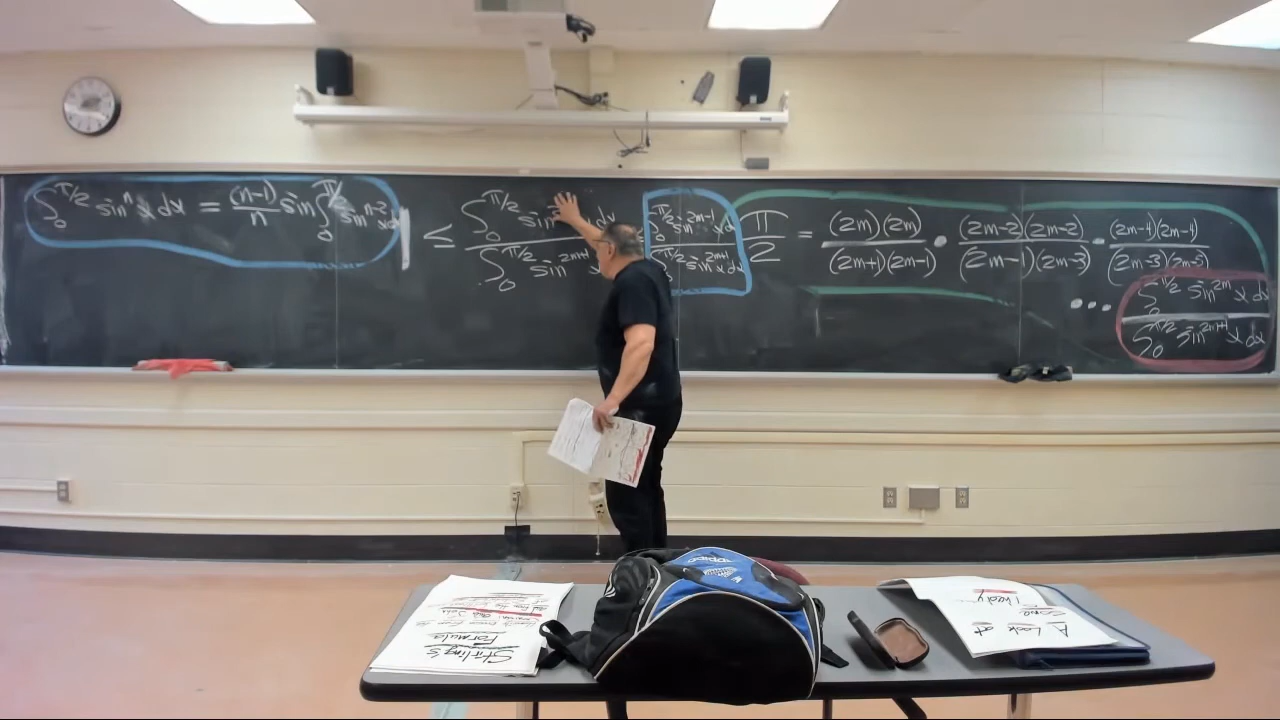 ∫₀^π/2 sinⁿ x dx = (n-1)/n sin ∫₀^π/2 sin^n-2 x dx
≤ ∫₀^π/2 sin dx / ∫₀^π/2 sin^2m+1
∫₀^π/2 sin^2m-1 x d / ∫₀^π/2 sin^2m+1 x dx
π/2 = (2m)(2m)/(2m+1)(2m-1) • (2m-2)(2m-2)/(2m-1)(2m-3) • (2m-4)(2m-4)/(2m-3)(2m-5)
••• ∫₀^π/2 sin^2m x dx / ∫₀^π/2 sin^2m+1 x dx
Stirling's
Formula
adidas
A Look at
Some